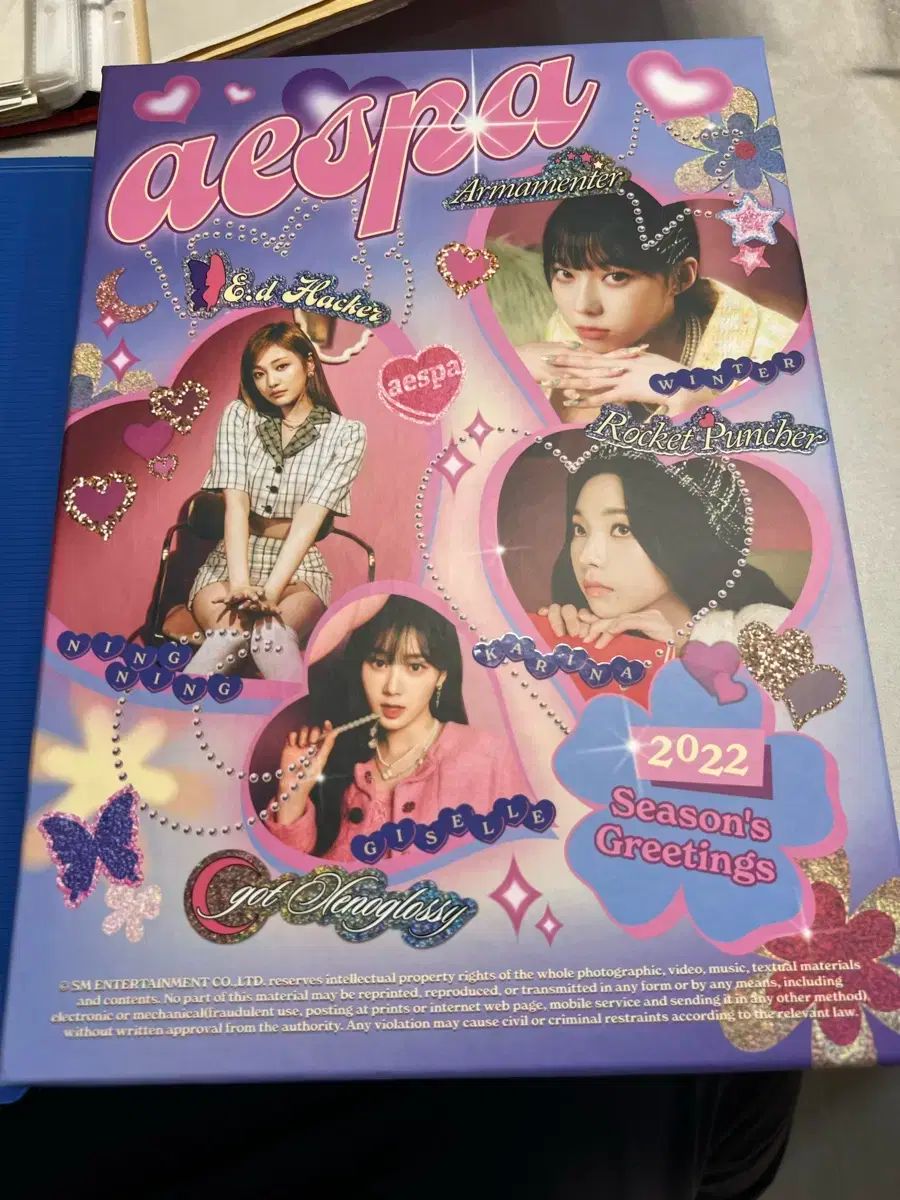 aespa
Armamenter
E.d Hacker
aespa
WINTER
Rocket Puncher
NING
NING
KARINA
GISELLE
got Xenoglossy
2022
Season's
Greetings
© SM ENTERTAINMENT CO.,LTD. reserves intellectual property rights of the whole photographic, video, music, textual materials
and contents. No part of this material may be reprinted, reproduced, or transmitted in any form or by any means, including
electronic or mechanical(fraudulent use, posting at prints or internet web page, mobile service and sending it in any other method),
without written approval from the authority. Any violation may cause civil or criminal restraints according to the relevant law.